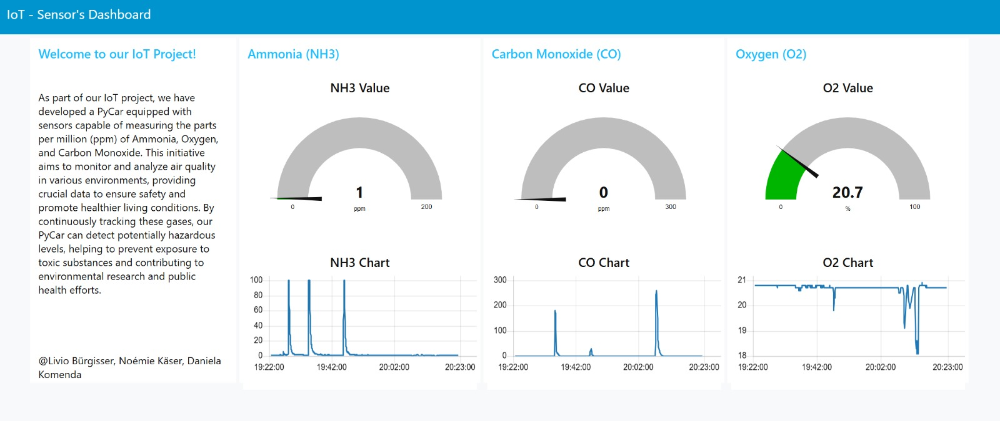 IoT - Sensor's Dashboard
Welcome to our IoT Project!
As part of our IoT project, we have
developed a PyCar equipped with
sensors capable of measuring the parts
per million (ppm) of Ammonia, Oxygen,
and Carbon Monoxide. This initiative
aims to monitor and analyze air quality
in various environments, providing
crucial data to ensure safety and
promote healthier living conditions. By
continuously tracking these gases, our
PyCar can detect potentially hazardous
levels, helping to prevent exposure to
toxic substances and contributing to
environmental research and public
health efforts.
@Livio Bürgisser, Noémie Käser, Daniela
Komenda
Ammonia (NH3)
NH3 Value
1
ppm
0
200
NH3 Chart
100
80
60
40
20
0
19:22:00 19:42:00 20:02:00 20:23:00
Carbon Monoxide (CO)
CO Value
0
ppm
0
300
CO Chart
300
200
100
0
19:22:00 19:42:00 20:02:00 20:23:00
Oxygen (O2)
O2 Value
20.7
%
0
100
O2 Chart
21
20
19
18
19:22:00 19:42:00 20:02:00 20:23:00